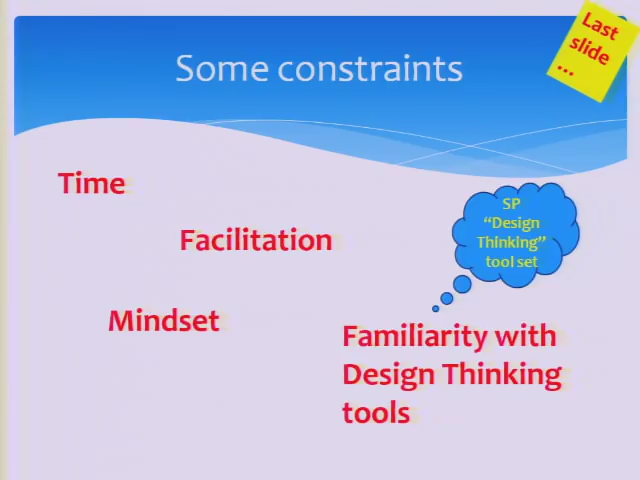 Some constraints
Last
slide
...
Time
SP
“Design
Thinking”
tool set
Facilitation
Mindset
Familiarity with
Design Thinking
tools